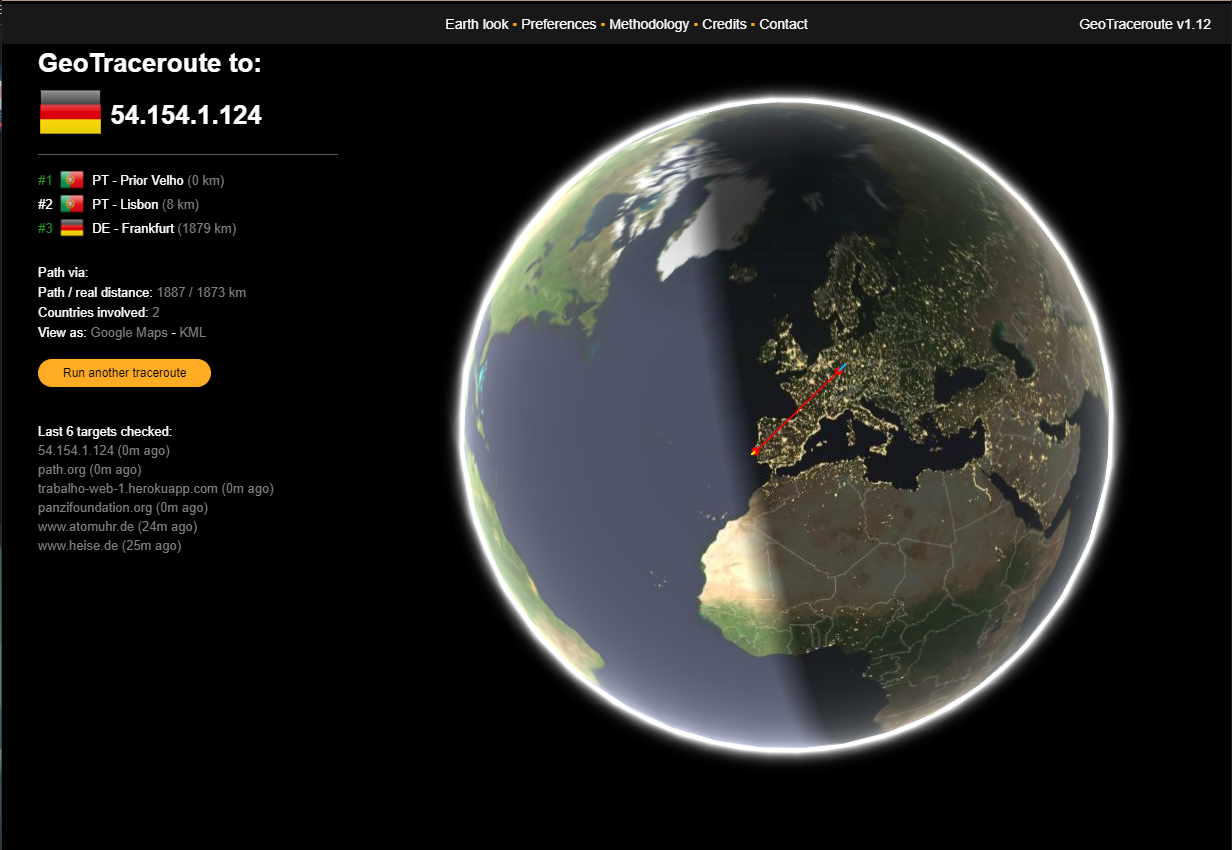 Earth look • Preferences • Methodology • Credits • Contact
GeoTraceroute v1.12
GeoTraceroute to:
54.154.1.124
#1 PT - Prior Velho (0 km)
#2 PT - Lisbon (8 km)
#3 DE - Frankfurt (1879 km)
Path via:
Path / real distance: 1887 / 1873 km
Countries involved: 2
View as: Google Maps - KML
Run another traceroute
Last 6 targets checked:
54.154.1.124 (0m ago)
path.org (0m ago)
trabalho-web-1.herokuapp.com (0m ago)
panzifoundation.org (0m ago)
www.atomuhr.de (24m ago)
www.heise.de (25m ago)